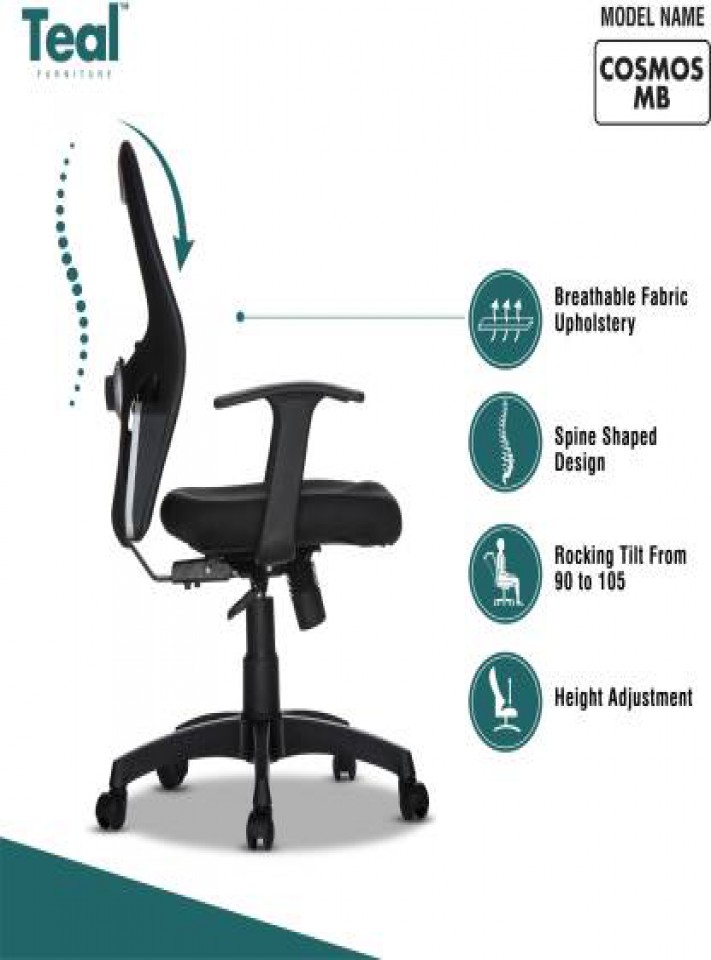 Teal™
FURNITURE
MODEL NAME
COSMOS
MB
Breathable Fabric
Upholstery
Spine Shaped
Design
Rocking Tilt From
90 to 105
Height Adjustment